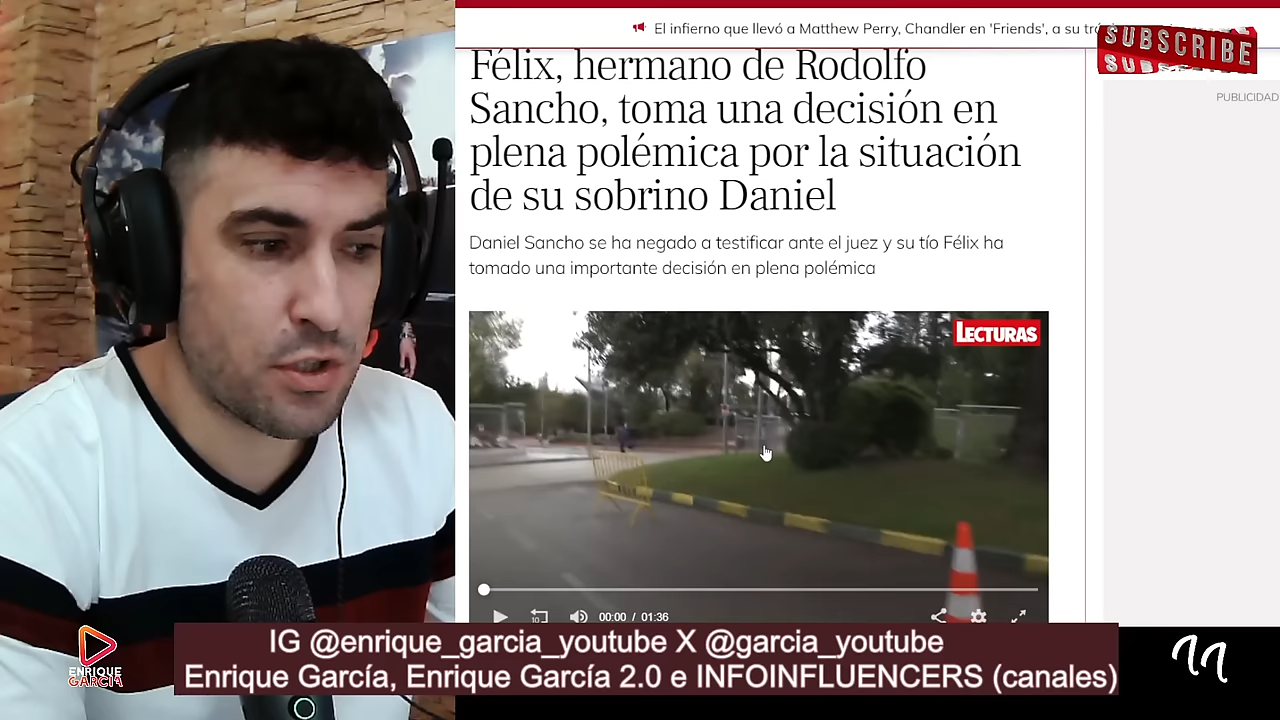 El infierno que llevó a Matthew Perry, Chandler en 'Friends', a su
SUBSCRIBE
PUBLICIDAD
Félix, hermano de Rodolfo
Sancho, toma una decisión en
plena polémica por la situación
de su sobrino Daniel
Daniel Sancho se ha negado a testificar ante el juez y su tío Félix ha
tomado una importante decisión en plena polémica
LECTURAS
10
00:00 / 01:36
IG @enrique_garcia_youtube X @garcia_youtube
Enrique García, Enrique García 2.0 e INFOINFLUENCERS (canales)
ENRIQUE
GARCÍA